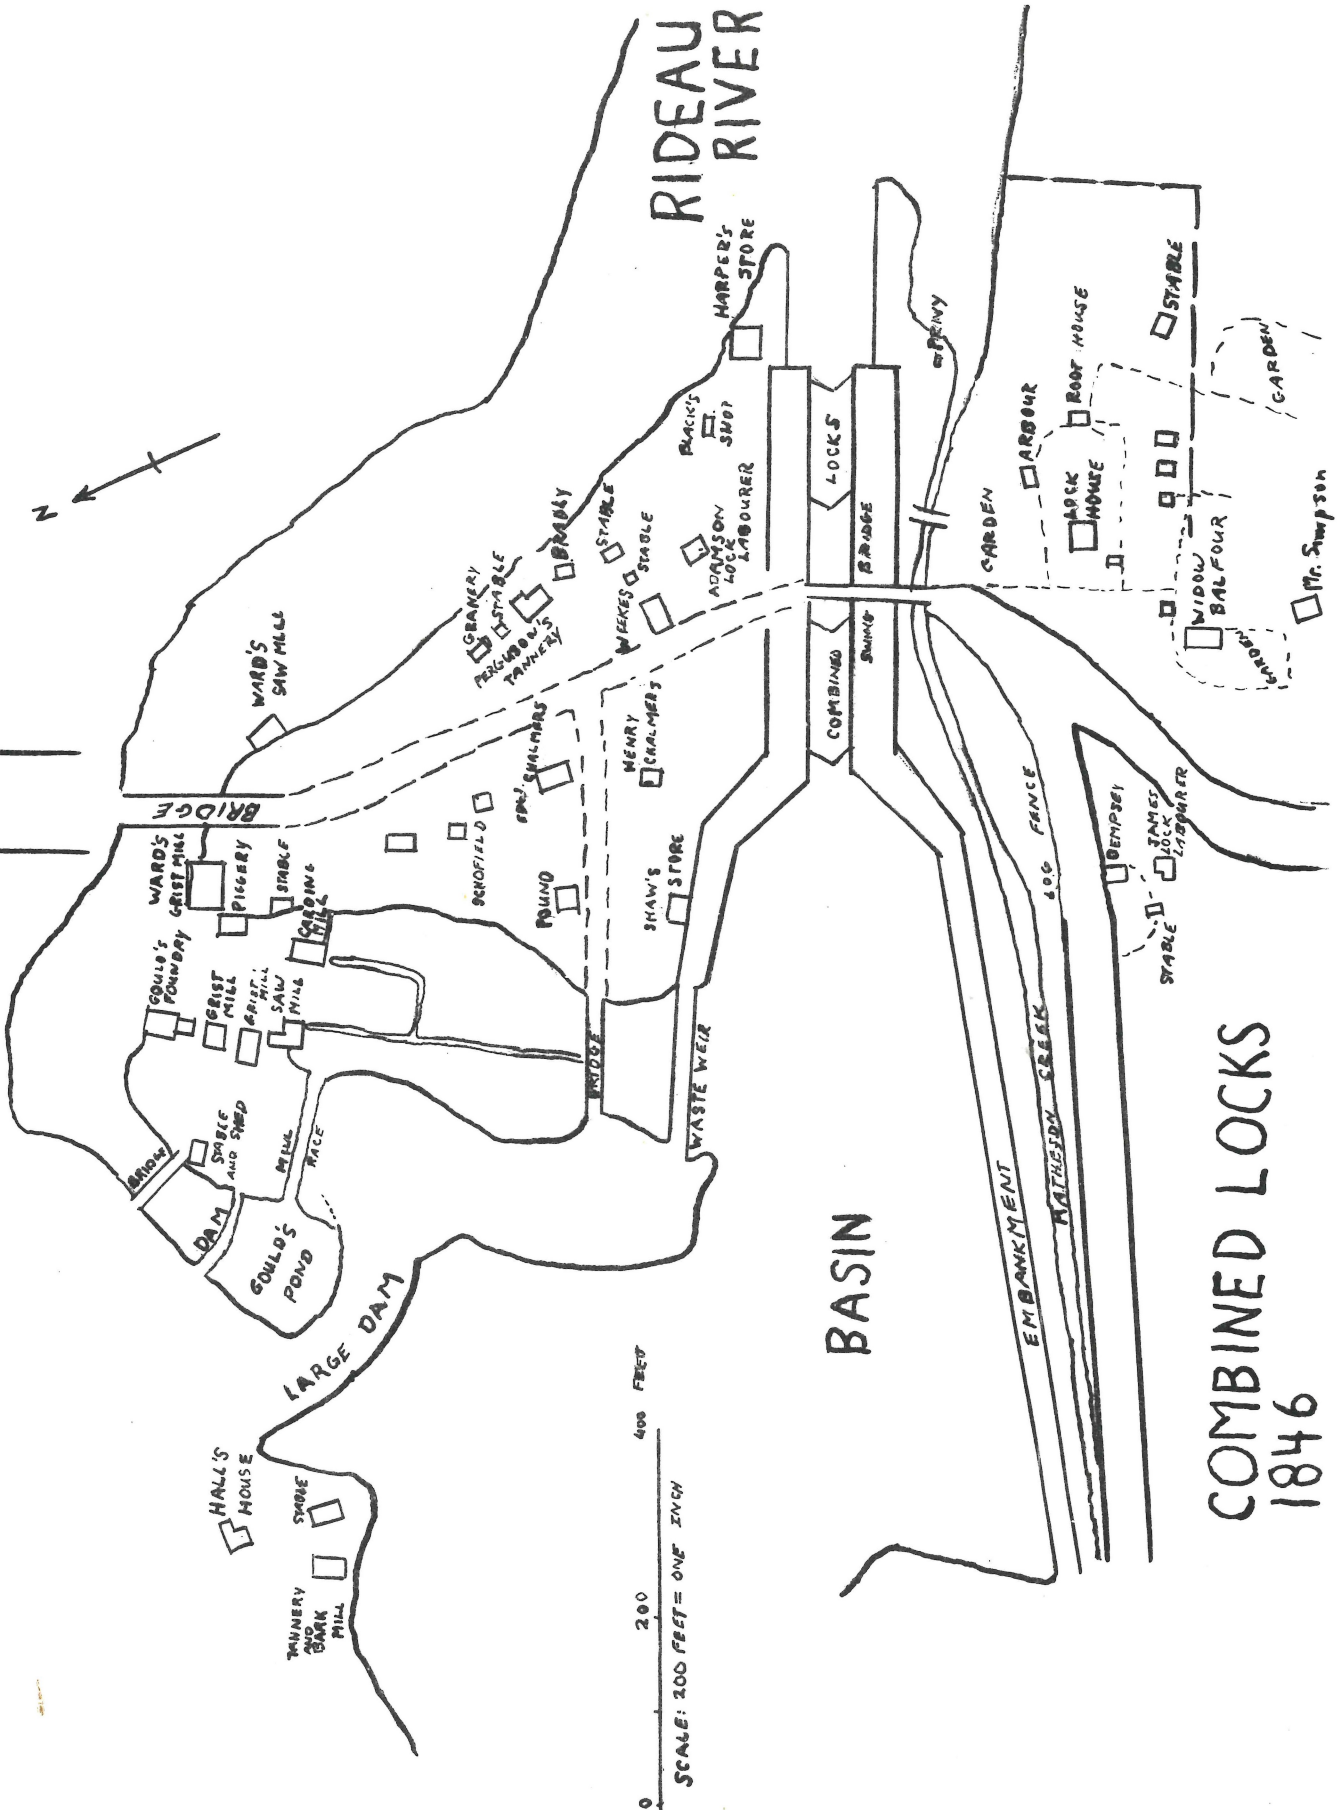 N
RIDEAU
RIVER
HARPER'S
STORE
BLACK'S
SHOP
BRADLY
STABLE
STABLE
WEEKES
ADAMSON
LOCK
LABOURER
GRANERY
STABLE
FERGUSON'S
TANNERY
WARD'S
SAW MILL
BRIDGE
WARD'S
GRIST MILL
PIGGERY
STABLE
CARDING
MILL
GOULD'S
FOUNDRY
GRIST
MILL
GRIST MILL
SAW
MILL
STABLE
AND SHED
MILL
RACE
BRIDGE
DAM
GOULD'S
POND
LARGE DAM
HALL'S
HOUSE
STABLE
TANNERY
AND
BARK
MILL
SCHOFIELD
CHALMERS
POUND
HENRY
CHALMERS
SHAW'S
STORE
BRIDGE
WASTE WEIR
COMBINED LOCKS
SWING BRIDGE
PRIVY
GARDEN
ARBOUR
ROOT HOUSE
LOCK
HOUSE
STABLE
GARDEN
WIDOW
BALFOUR
GARDEN
Mr. Simpson
LOG FENCE
DEMPSEY
JAMES
LOCK
LABOURER
STABLE
MATHESON CREEK
EMBANKMENT
BASIN
COMBINED LOCKS
1846
0 200 400 FEET
SCALE: 200 FEET = ONE INCH